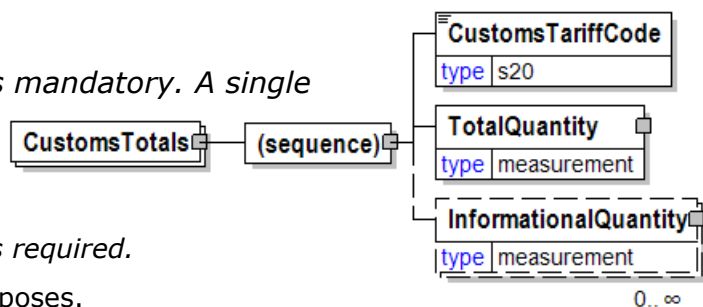 CustomsTariffCode
type s20
s mandatory. A single
TotalQuantity
CustomsTotals
(sequence)
type measurement
InformationalQuantity
s required.
type measurement
poses.
0..∞